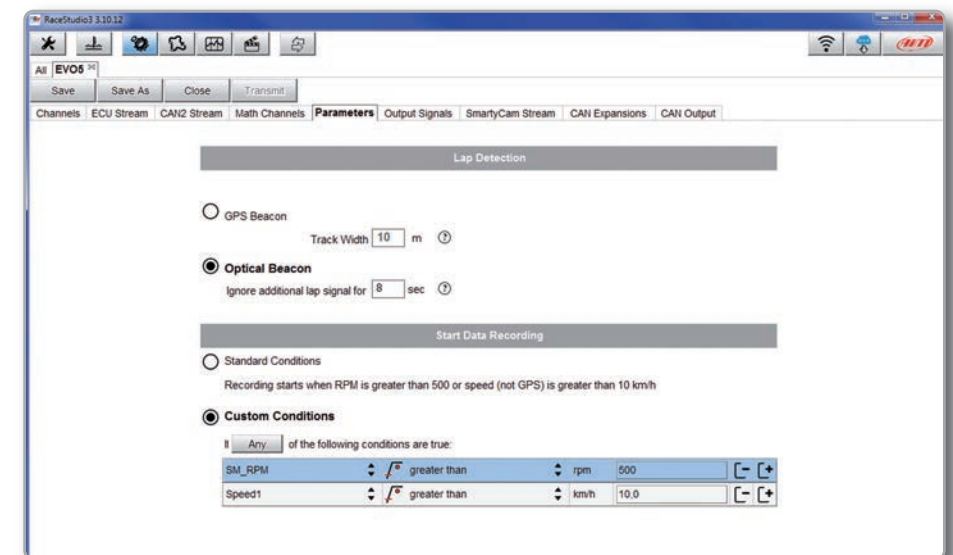 RaceStudio3 3.10.12
AiM
All EVO5
Save Save As Close Transmit
Channels ECU Stream CAN2 Stream Math Channels Parameters Output Signals SmartyCam Stream CAN Expansions CAN Output
Lap Detection
GPS Beacon
Track Width 10 m ?
Optical Beacon
Ignore additional lap signal for 8 sec ?
Start Data Recording
Standard Conditions
Recording starts when RPM is greater than 500 or speed (not GPS) is greater than 10 km/h
Custom Conditions
If Any of the following conditions are true:
SM_RPM greater than rpm 500
Speed1 greater than km/h 10,0